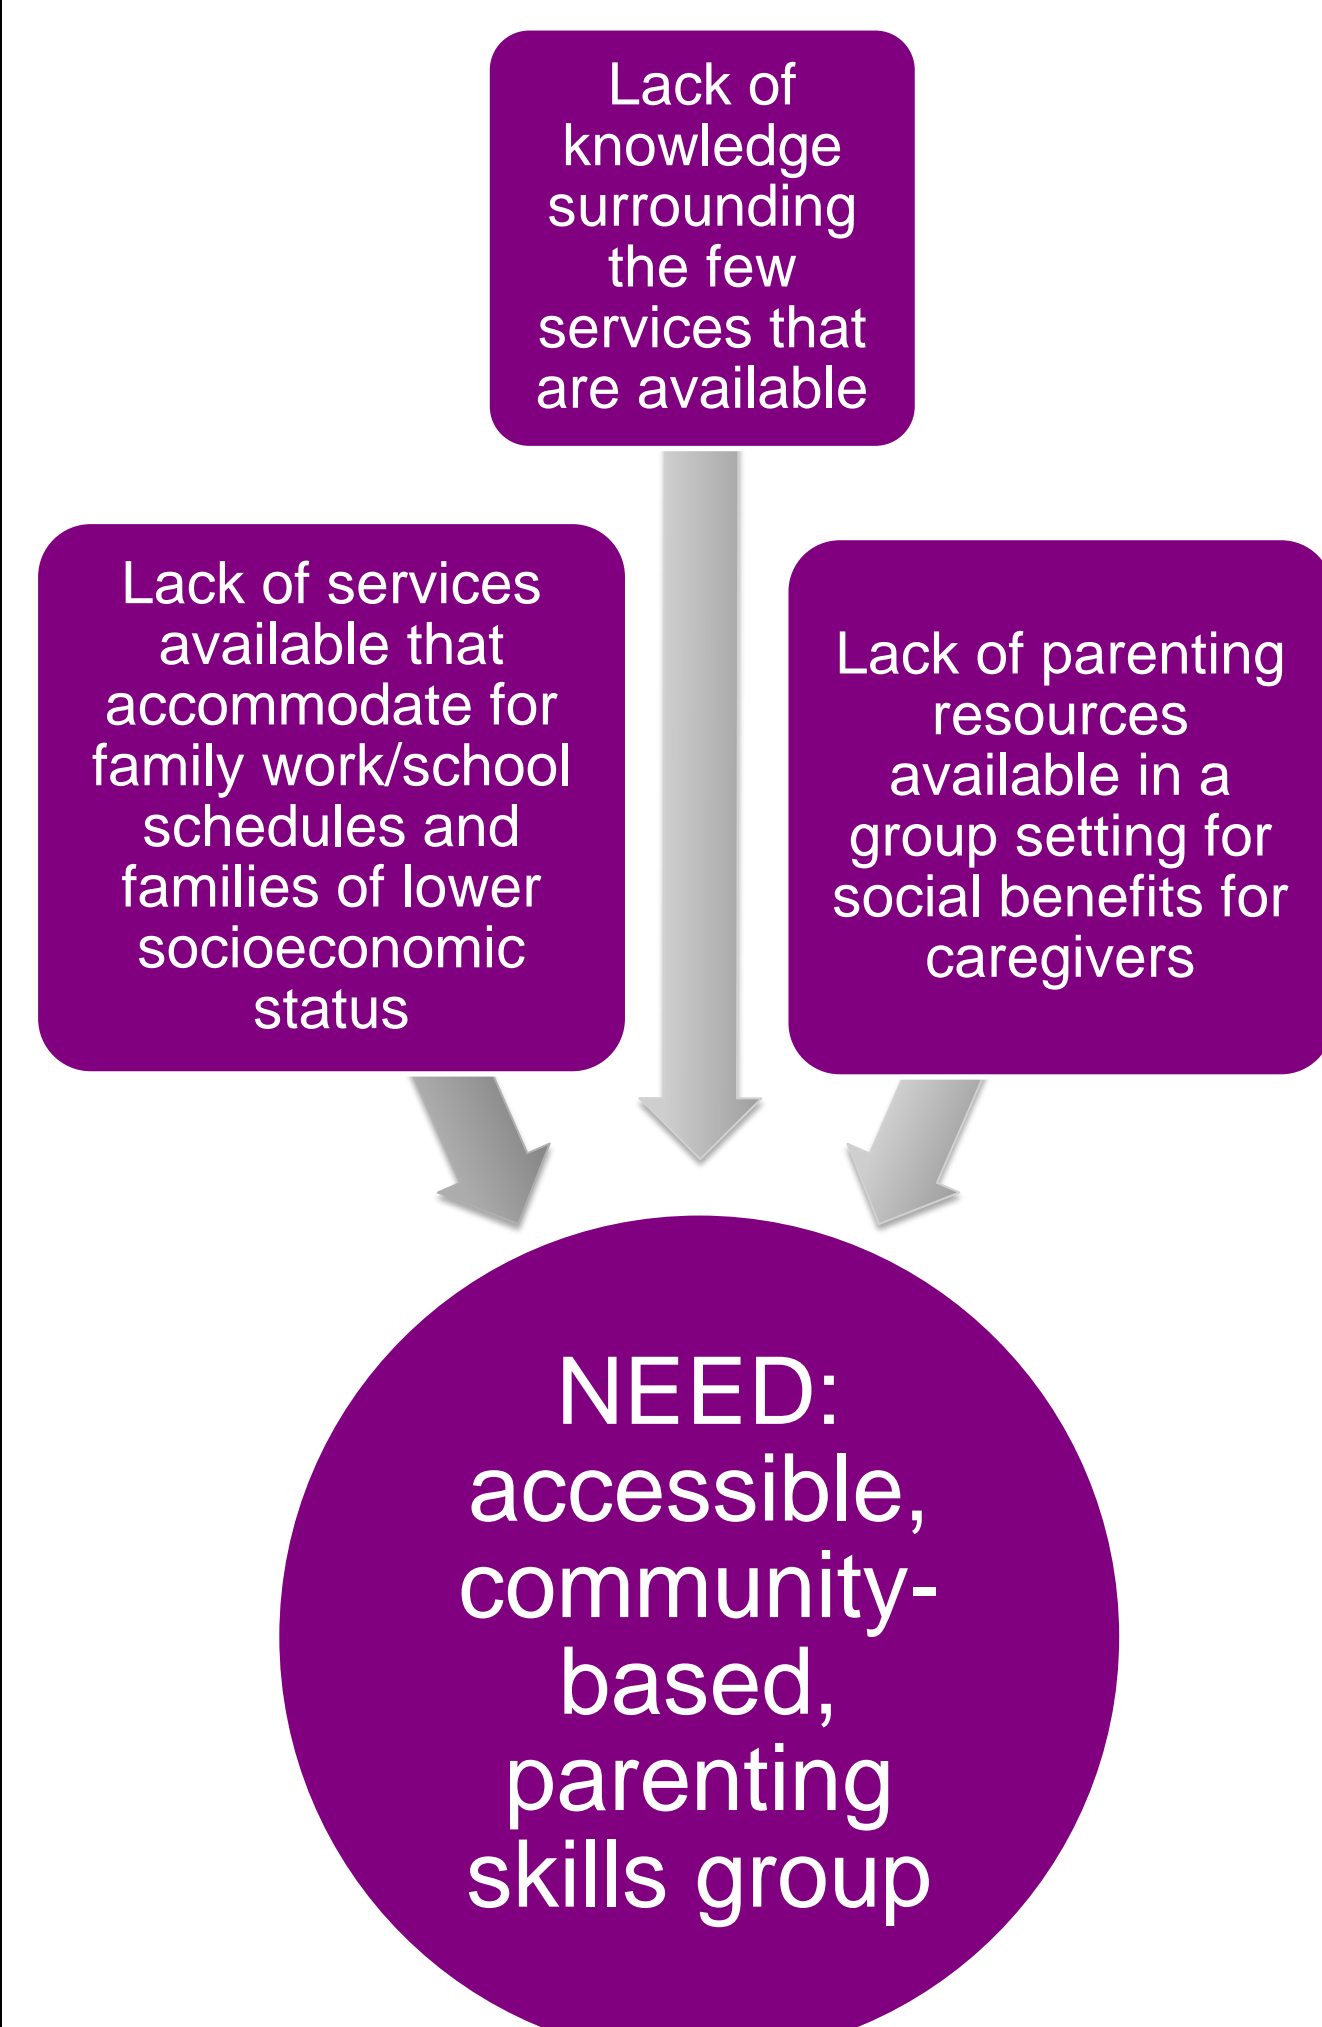 Lack of
knowledge
surrounding
the few
services that
are available
Lack of services
available that
accommodate for
family work/school
schedules and
families of lower
socioeconomic
status
Lack of parenting
resources
available in a
group setting for
social benefits for
caregivers
NEED:
accessible,
community-
based,
parenting
skills group